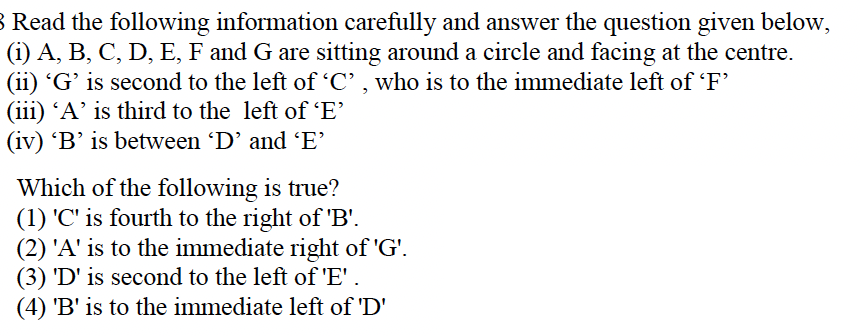 8 Read the following information carefully and answer the question given below,
(i) A, B, C, D, E, F and G are sitting around a circle and facing at the centre.
(ii) ‘G’ is second to the left of ‘C’ , who is to the immediate left of ‘F’
(iii) ‘A’ is third to the  left of ‘E’
(iv) ‘B’ is between ‘D’ and ‘E’
Which of the following is true?
(1) 'C' is fourth to the right of 'B'.
(2) 'A' is to the immediate right of 'G'.
(3) 'D' is second to the left of 'E' .
(4) 'B' is to the immediate left of 'D'